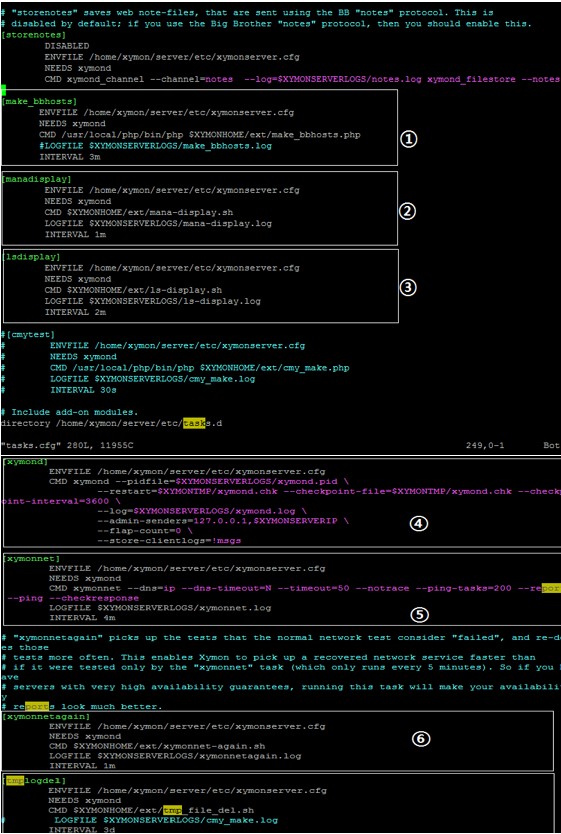 # "storenotes" saves web note-files, that are sent using the BB "notes" protocol. This is
# disabled by default; if you use the Big Brother "notes" protocol, then you should enable this.
[storenotes]
DISABLED
ENVFILE /home/xymon/server/etc/xymonserver.cfg
NEEDS xymond
CMD xymond_channel --channel=notes --log=$XYMONSERVERLOGS/notes.log xymond_filestore --notes
[make_bbhosts]
ENVFILE /home/xymon/server/etc/xymonserver.cfg
NEEDS xymond
CMD /usr/local/php/bin/php $XYMONHOME/ext/make_bbhosts.php
#LOGFILE $XYMONSERVERLOGS/make_bbhosts.log
INTERVAL 3m
①
[manadisplay]
ENVFILE /home/xymon/server/etc/xymonserver.cfg
NEEDS xymond
CMD $XYMONHOME/ext/mana-display.sh
LOGFILE $XYMONSERVERLOGS/mana-display.log
INTERVAL 1m
②
[lsdisplay]
ENVFILE /home/xymon/server/etc/xymonserver.cfg
NEEDS xymond
CMD $XYMONHOME/ext/ls-display.sh
LOGFILE $XYMONSERVERLOGS/ls-display.log
INTERVAL 2m
③
#[cmytest]
# ENVFILE /home/xymon/server/etc/xymonserver.cfg
# NEEDS xymond
# CMD /usr/local/php/bin/php $XYMONHOME/ext/cmy_make.php
# LOGFILE $XYMONSERVERLOGS/cmy_make.log
# INTERVAL 30s
# Include add-on modules.
directory /home/xymon/server/etc/tasks.d
"tasks.cfg" 280L, 11955C 249,0-1 Bot
[xymond]
ENVFILE /home/xymon/server/etc/xymonserver.cfg
CMD xymond --pidfile=$XYMONSERVERLOGS/xymond.pid \
--restart=$XYMONTMP/xymond.chk --checkpoint-file=$XYMONTMP/xymond.chk --checkp
oint-interval=3600 \
--log=$XYMONSERVERLOGS/xymond.log \
--admin-senders=127.0.0.1,$XYMONSERVERIP \
--flap-count=0 \
--store-clientlogs=!msgs
④
[xymonnet]
ENVFILE /home/xymon/server/etc/xymonserver.cfg
NEEDS xymond
CMD xymonnet --dns=ip --dns-timeout=N --timeout=50 --notrace --ping-tasks=200 --report
--ping --checkresponse
LOGFILE $XYMONSERVERLOGS/xymonnet.log
INTERVAL 4m
⑤
# "xymonnetagain" picks up the tests that the normal network test consider "failed", and re-do
es those
# tests more often. This enables Xymon to pick up a recovered network service faster than
# if it were tested only by the "xymonnet" task (which only runs every 5 minutes). So if you h
ave
# servers with very high availability guarantees, running this task will make your availabilit
y
# reports look much better.
[xymonnetagain]
ENVFILE /home/xymon/server/etc/xymonserver.cfg
NEEDS xymond
CMD $XYMONHOME/ext/xymonnet-again.sh
LOGFILE $XYMONSERVERLOGS/xymonnetagain.log
INTERVAL 1m
⑥
[tmplogdel]
ENVFILE /home/xymon/server/etc/xymonserver.cfg
NEEDS xymond
CMD $XYMONHOME/ext/tmp_file_del.sh
# LOGFILE $XYMONSERVERLOGS/cmy_make.log
INTERVAL 3d